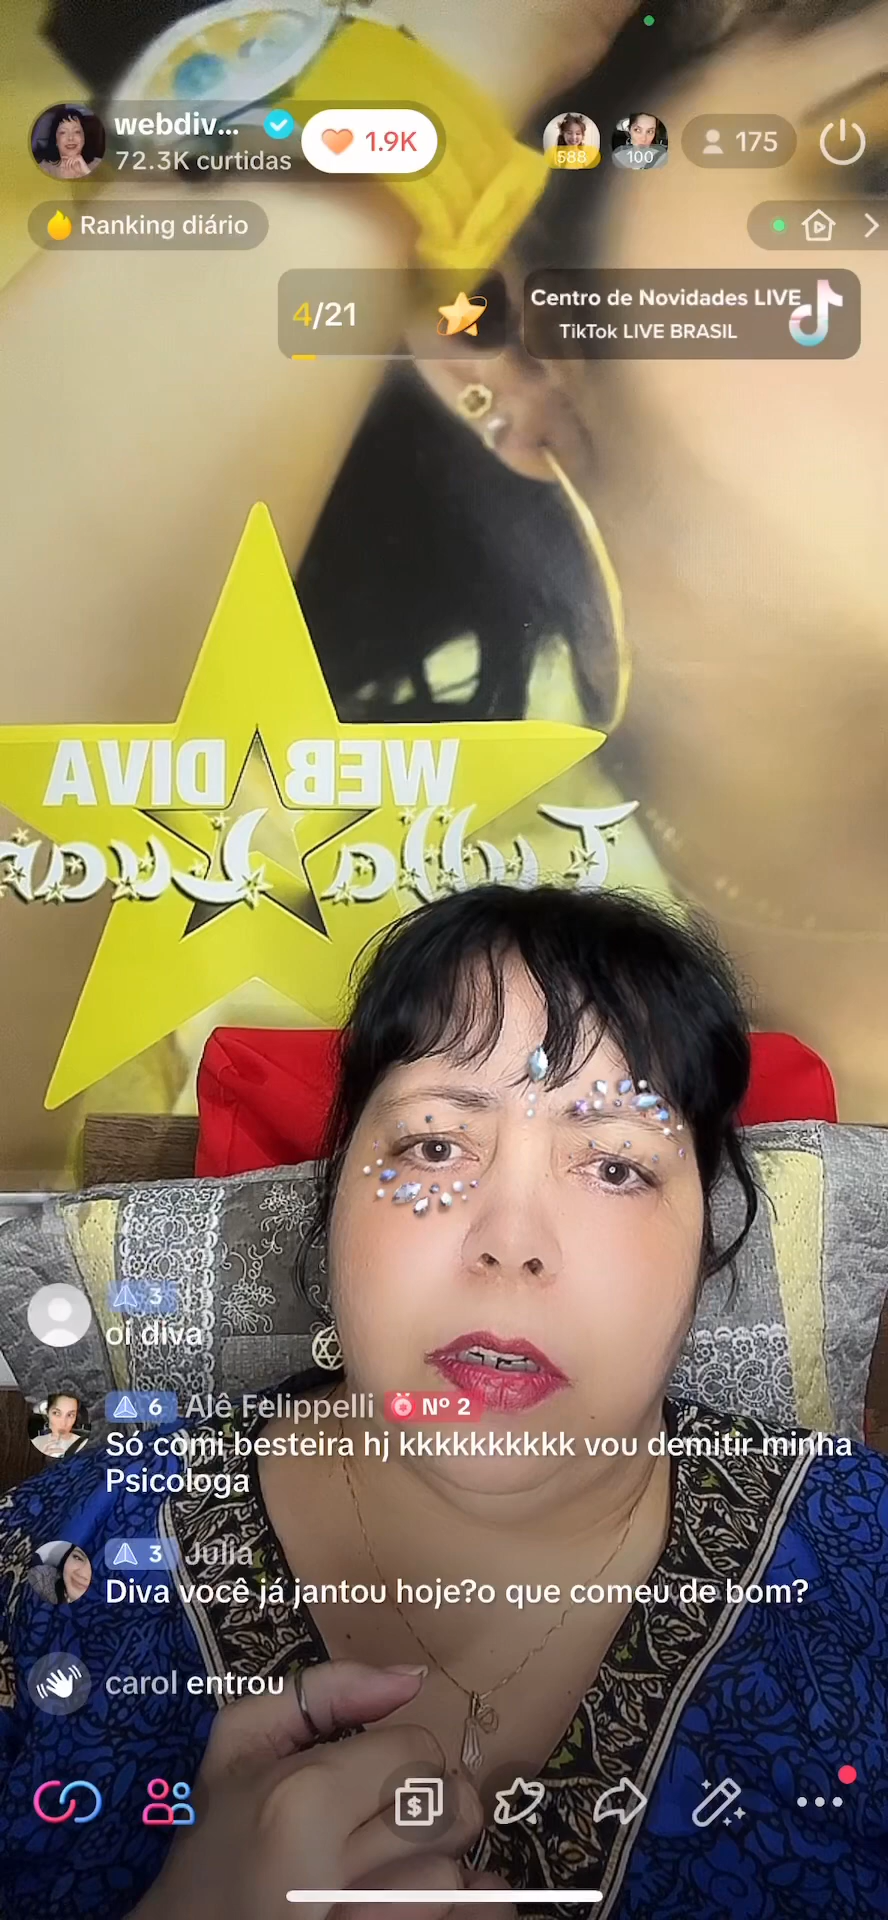 webdiv...
72.3K curtidas
1.9K
588
100
175
Ranking diário
4/21
Centro de Novidades LIVE
TikTok LIVE BRASIL
WEB DIVA
3
oi diva
6 Alê Felippelli Nº 2
Só comi besteira hj kkkkkkkkkk vou demitir minha
Psicologa
3 Julia
Diva você já jantou hoje?o que comeu de bom?
carol entrou